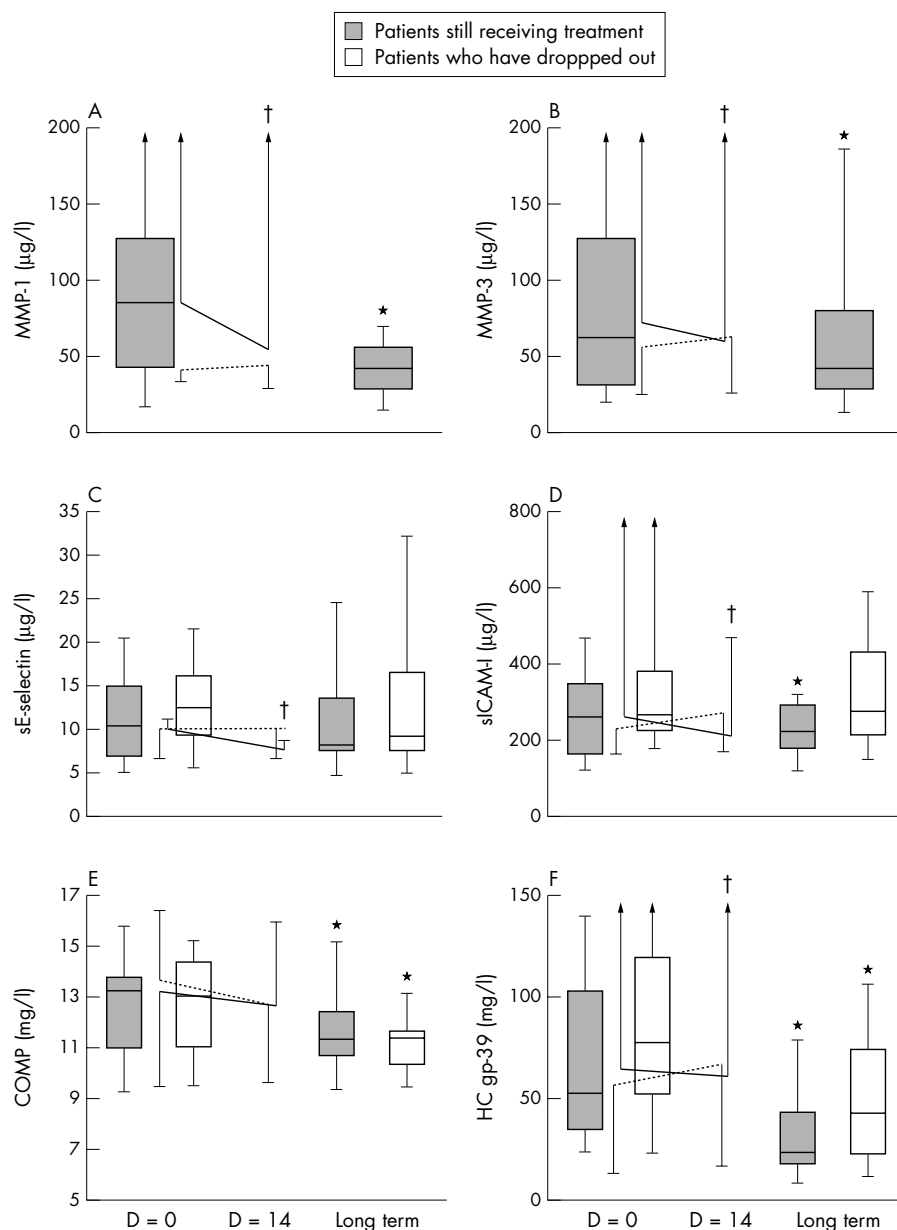 Patients still receiving treatment
Patients who have droppped out
A
†
200
150
100
50
0
MMP-1 (µg/l)
★
B
†
★
200
150
100
50
0
MMP-3 (µg/l)
C
35
30
25
20
15
10
5
0
sE-selectin (µg/l)
†
D
800
600
400
200
0
sICAM-I (µg/l)
†
★
E
17
15
13
11
9
7
5
COMP (mg/l)
★
★
D = 0 D = 14 Long term
F
†
150
100
50
0
HC gp-39 (mg/l)
★
★
D = 0 D = 14 Long term